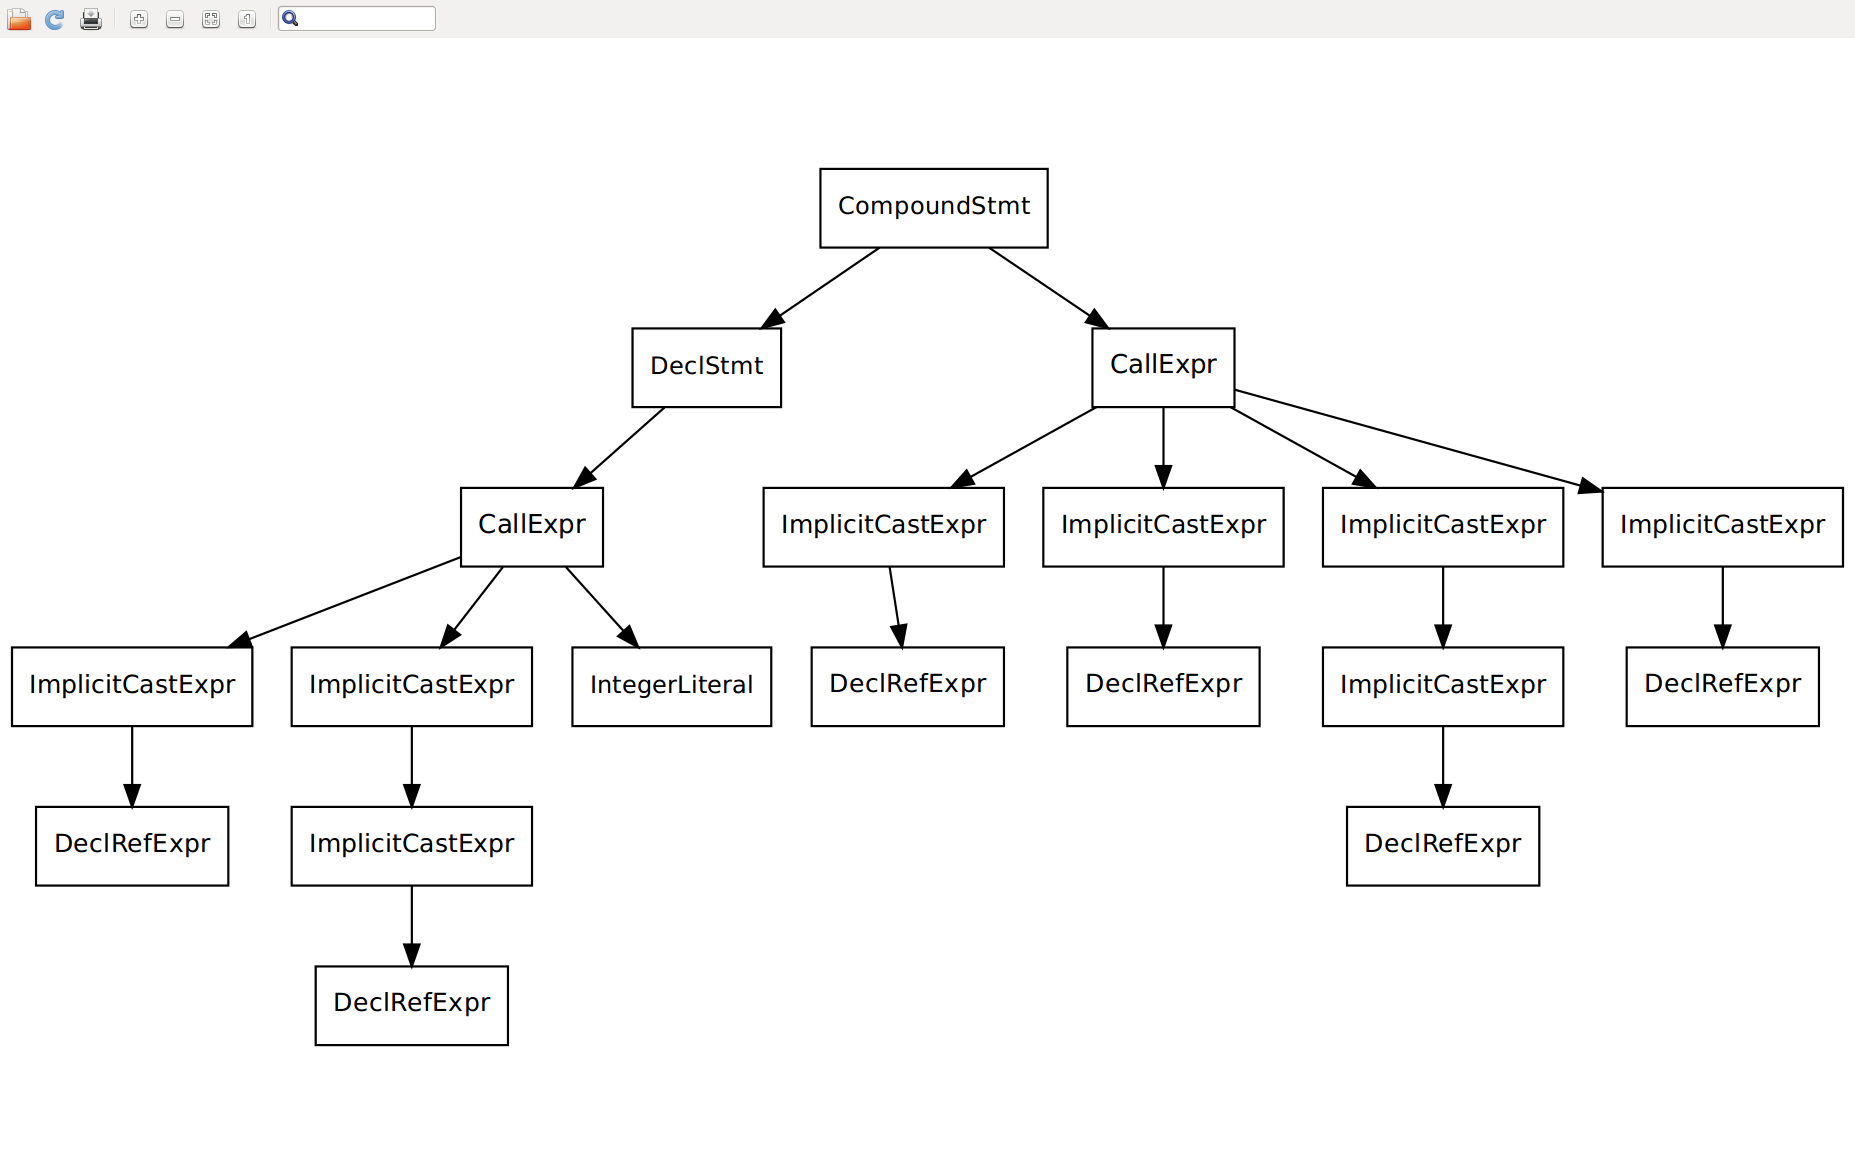 CompoundStmt
DeclStmt
CallExpr
CallExpr
ImplicitCastExpr
ImplicitCastExpr
ImplicitCastExpr
ImplicitCastExpr
ImplicitCastExpr
ImplicitCastExpr
IntegerLiteral
DeclRefExpr
DeclRefExpr
ImplicitCastExpr
DeclRefExpr
DeclRefExpr
ImplicitCastExpr
DeclRefExpr
DeclRefExpr